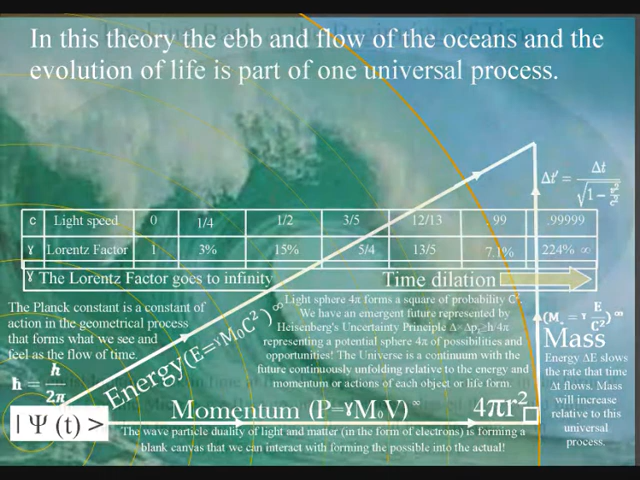 In this theory the ebb and flow of the oceans and the
evolution of life is part of one universal process.
Δt' = Δt / √1 − v²/c²
c Light speed 0 1/4 1/2 3/5 12/13 .99 .99999
γ Lorentz Factor 1 3% 15% 5/4 13/5 7.1% 224% ∞
γ The Lorentz Factor goes to infinity Time dilation
The Planck constant is a constant of
action in the geometrical process
that forms what we see and
feel as the flow of time.
ħ = h / 2π
| Ψ (t) >
Energy (E=γM₀C²) ∞
Light sphere 4π forms a square of probability C².
We have an emergent future represented by
Heisenberg's Uncertainty Principle Δ×Δp ≥h 4π
representing a potential sphere 4π of possibilities and
opportunities! The Universe is a continuum with the
future continuously unfolding relative to the energy and
momentum or actions of each object or life form.
Momentum (P=γM₀V) ∞ 4πr²
The wave particle duality of light and matter (in the form of electrons) is forming a
blank canvas that we can interact with forming the possible into the actual!
(M = γ E / C²) ∞
Mass
Energy ΔE slows
the rate that time
Δt flows. Mass
will increase
relative to this
universal
process.